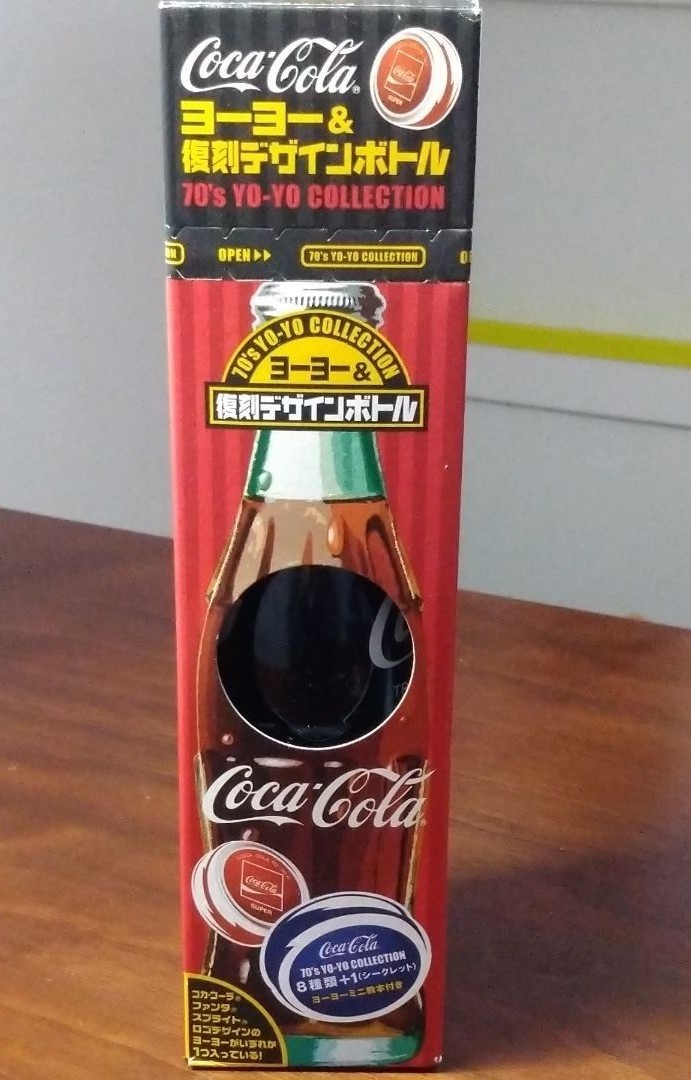 Coca-Cola®
ヨーヨー&
復刻デザインボトル
70's YO-YO COLLECTION
Coca-Cola
SUPER
OPEN
70's YO-YO COLLECTION
70's YO-YO COLLECTION
ヨーヨー&
復刻デザインボトル
Coca-Cola®
Coca-Cola
SUPER
Coca-Cola
70's YO-YO COLLECTION
8種類+1(シークレット)
ヨーヨーミニ教本付き
コカ・コーラ®
ファンタ®
スプライト®
ロゴデザインの
ヨーヨーがいずれか
1つ入っている!